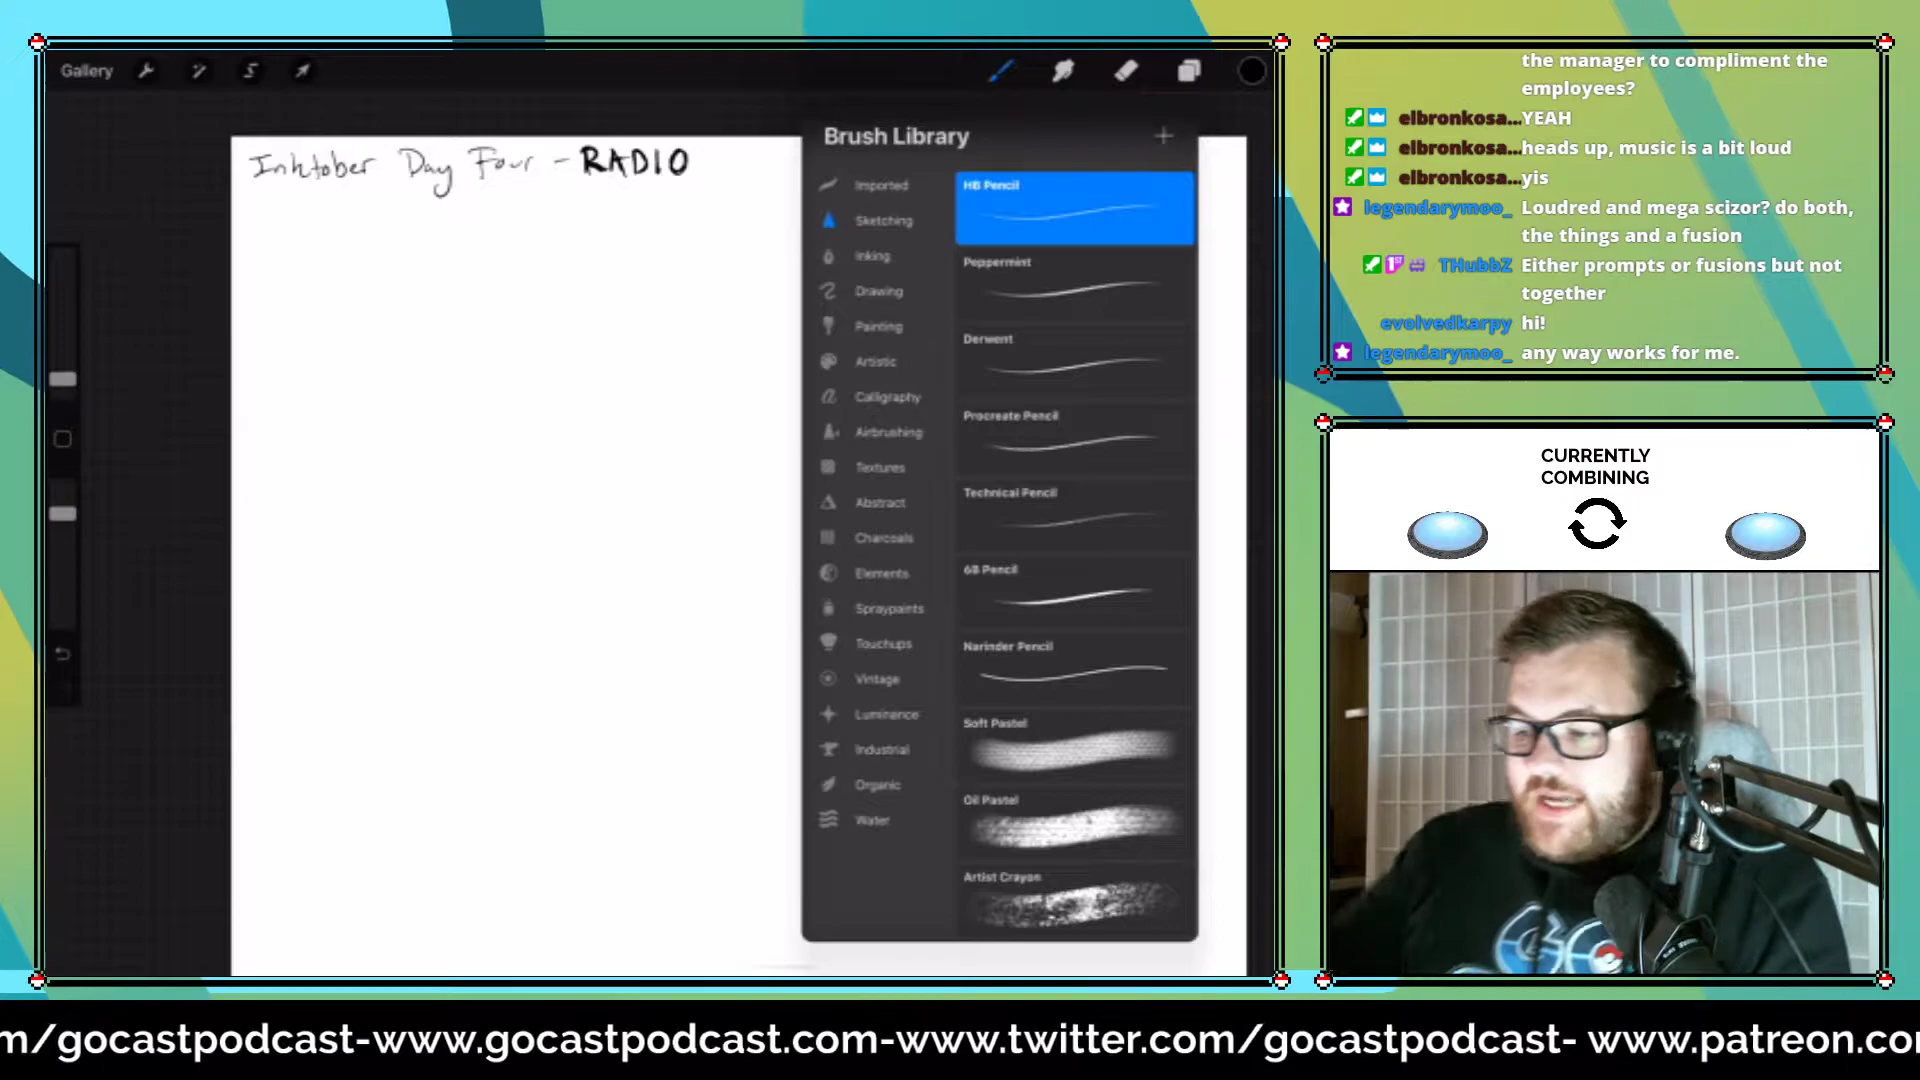 Gallery
Inktober Day Four - RADIO
Brush Library
Imported
Sketching
Inking
Drawing
Painting
Artistic
Calligraphy
Airbrushing
Textures
Abstract
Charcoals
Elements
Spraypaints
Touchups
Vintage
Luminance
Industrial
Organic
Water
HB Pencil
Peppermint
Derwent
Procreate Pencil
Technical Pencil
6B Pencil
Narinder Pencil
Soft Pastel
Oil Pastel
Artist Crayon
the manager to compliment the
employees?
elbronkosa...YEAH
elbronkosa...heads up, music is a bit loud
elbronkosa...yis
legendarymoo_ Loudred and mega scizor? do both,
the things and a fusion
THubbZ Either prompts or fusions but not
together
evolvedkarpy hi!
legendarymoo_ any way works for me.
CURRENTLY
COMBINING
GO
m/gocastpodcast-www.gocastpodcast.com-www.twitter.com/gocastpodcast- www.patreon.co